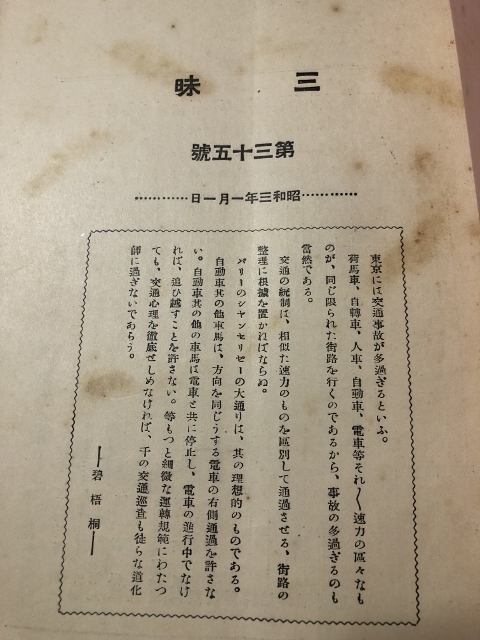 三昧
第三十五號
…………昭和三年一月一日…………
東京には交通事故が多過ぎるといふ。
荷馬車、自轉車、人車、自動車、電車等それ〲速力の區々なも
のが、同じ限られた街路を行くのであるから、事故の多過ぎるのも
當然である。
交通の統制は、相似た速力のものを區別して通過させる、街路の
整理に根據を置かねばならぬ。
パリーのシヤンセリゼーの大通りは、其の理想的のものである。
自動車其の他車馬は、方向を同じうする電車の右側通過を許さな
い。自動車其の他の車馬は電車と共に停止し、電車の進行中でなけ
れば、追ひ越すことを許さない。等もつと細微な運轉規範にわたつ
ても、交通心理を徹底せしめなければ、千の交通巡査も徒らな道化
師に過ぎないであらう。
――碧梧桐――